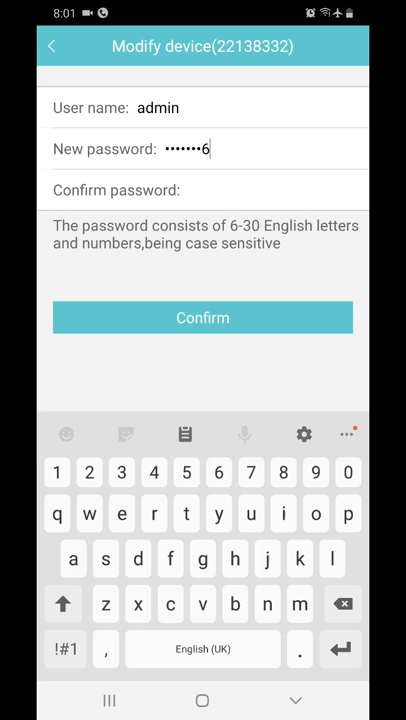 8:01
Modify device(22138332)
User name: admin
New password: •••••••6
Confirm password:
The password consists of 6-30 English letters
and numbers,being case sensitive
Confirm
1 2 3 4 5 6 7 8 9 0
q w e r t y u i o p
a s d f g h j k l
z x c v b n m
!#1 , English (UK) .